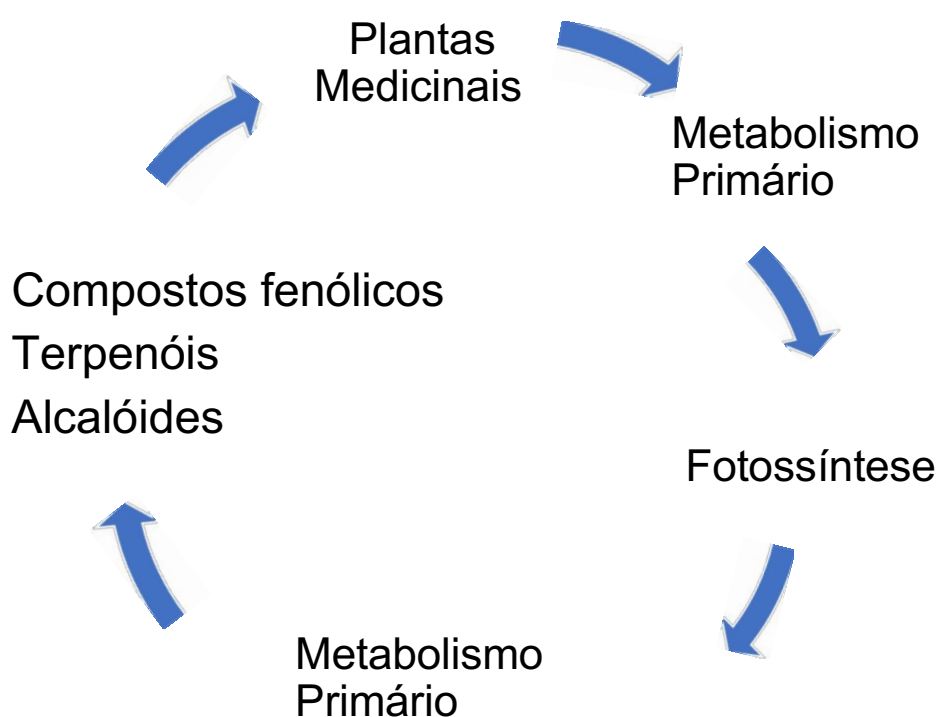 Plantas
Medicinais
Metabolismo
Primário
Fotossíntese
Metabolismo
Primário
Compostos fenólicos
Terpenóis
Alcalóides